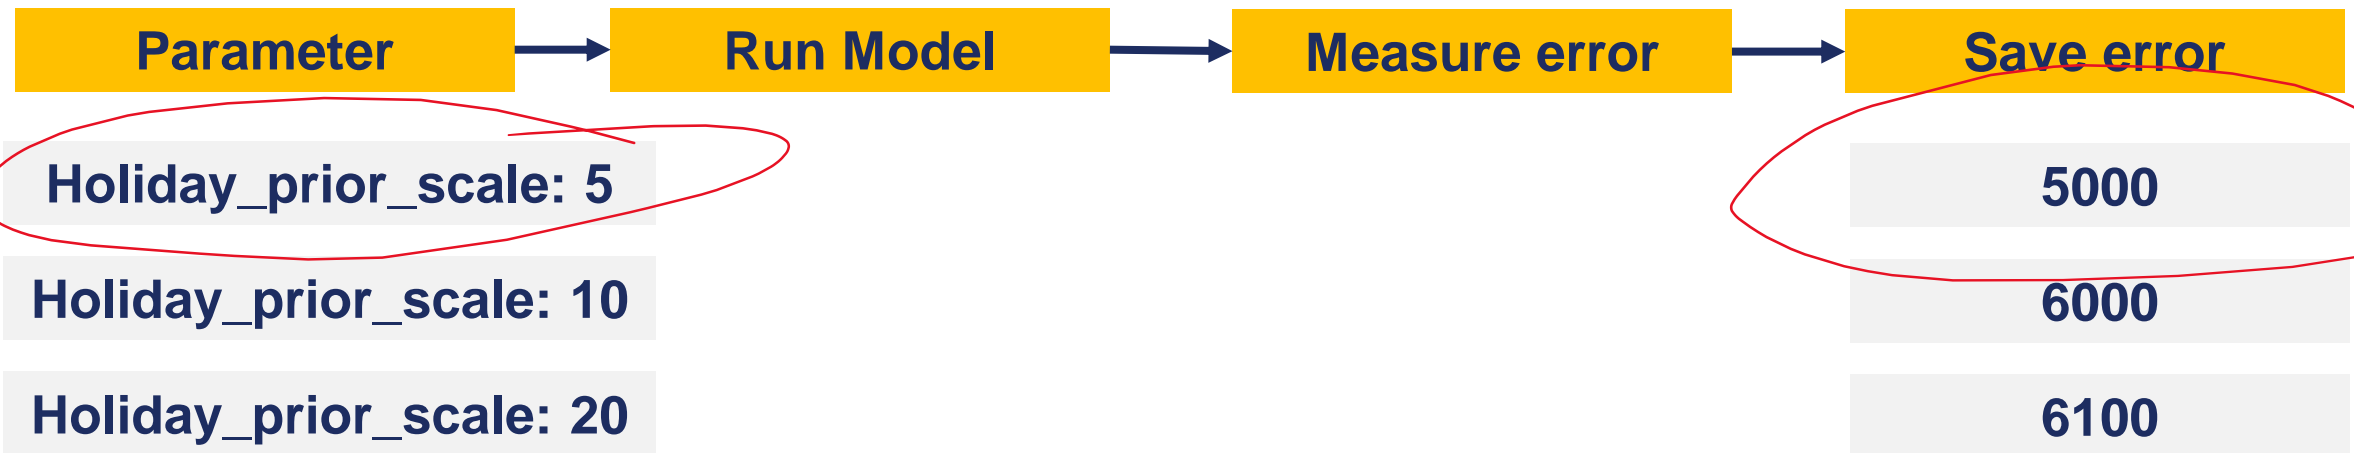 Parameter
Run Model
Measure error
Save error
Holiday_prior_scale: 5
5000
Holiday_prior_scale: 10
6000
Holiday_prior_scale: 20
6100